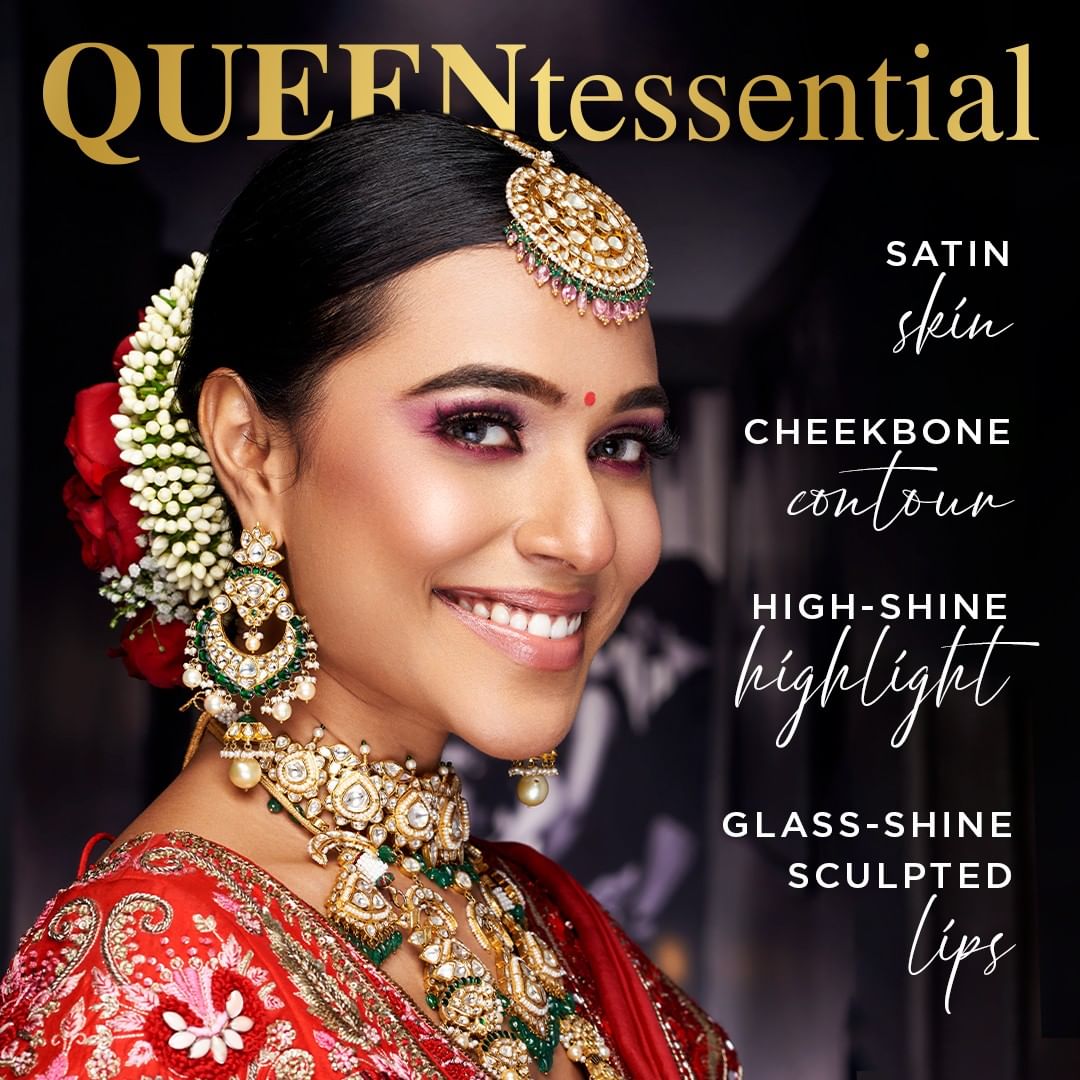 QUEENtessential
SATIN
skin
CHEEKBONE
contour
HIGH-SHINE
highlight
GLASS-SHINE
SCULPTED
lips